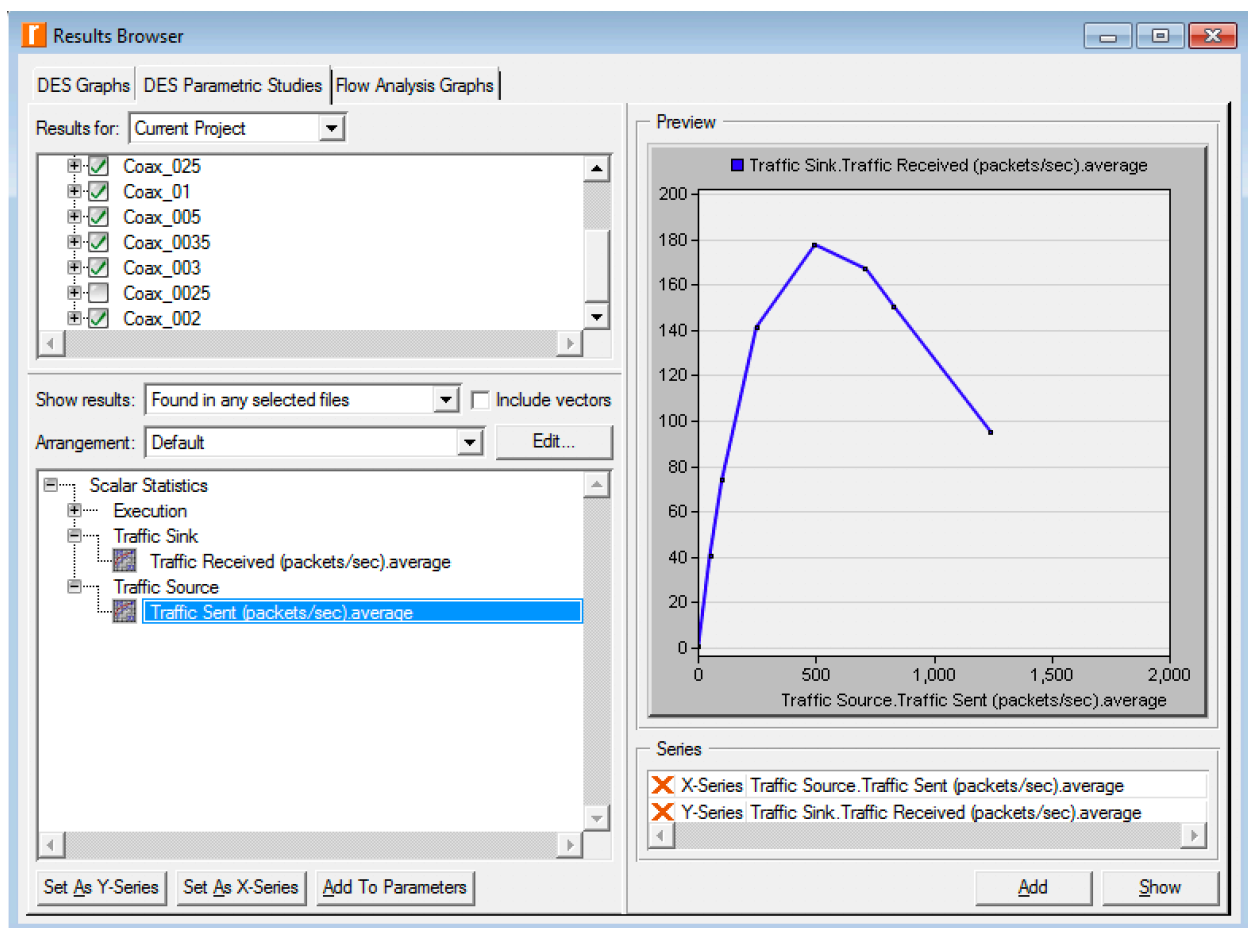 Results Browser
DES Graphs DES Parametric Studies Flow Analysis Graphs
Results for: Current Project
Coax_025
Coax_01
Coax_005
Coax_0035
Coax_003
Coax_0025
Coax_002
Show results: Found in any selected files Include vectors
Arrangement: Default Edit...
Scalar Statistics
Execution
Traffic Sink
Traffic Received (packets/sec).average
Traffic Source
Traffic Sent (packets/sec).average
Set As Y-Series Set As X-Series Add To Parameters
Preview
Traffic Sink.Traffic Received (packets/sec).average
200
180
160
140
120
100
80
60
40
20
0
0 500 1,000 1,500 2,000
Traffic Source.Traffic Sent (packets/sec).average
Series
X-Series Traffic Source.Traffic Sent (packets/sec).average
Y-Series Traffic Sink.Traffic Received (packets/sec).average
Add Show